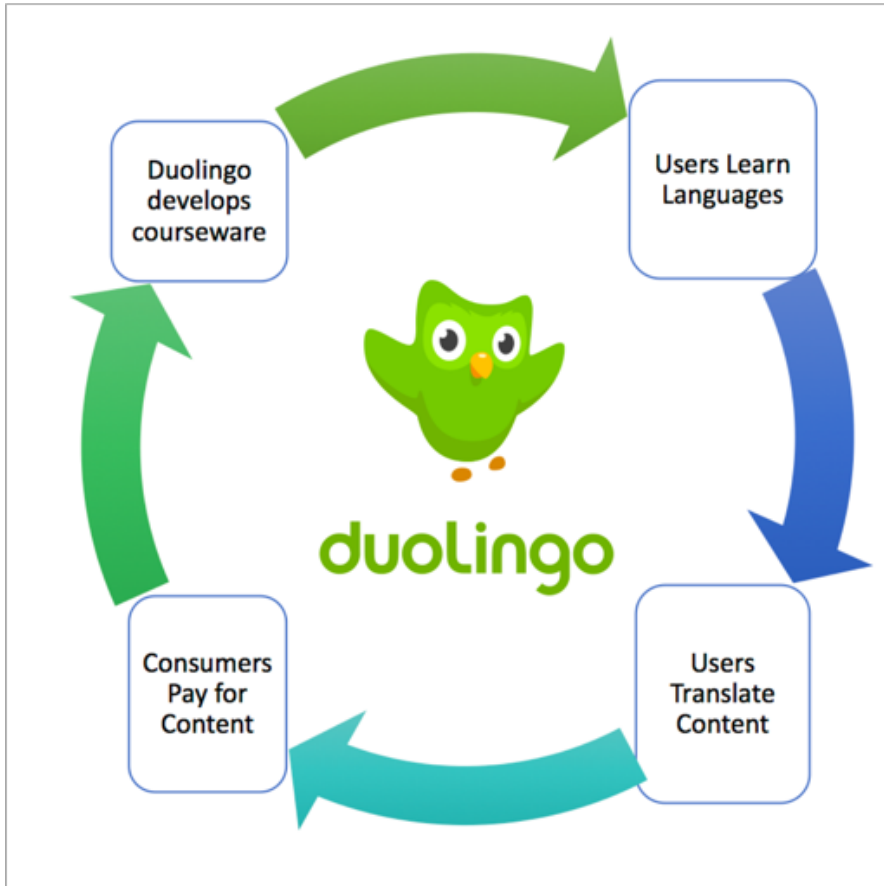 Duolingo
develops
courseware
Users Learn
Languages
duolingo
Consumers
Pay for
Content
Users
Translate
Content